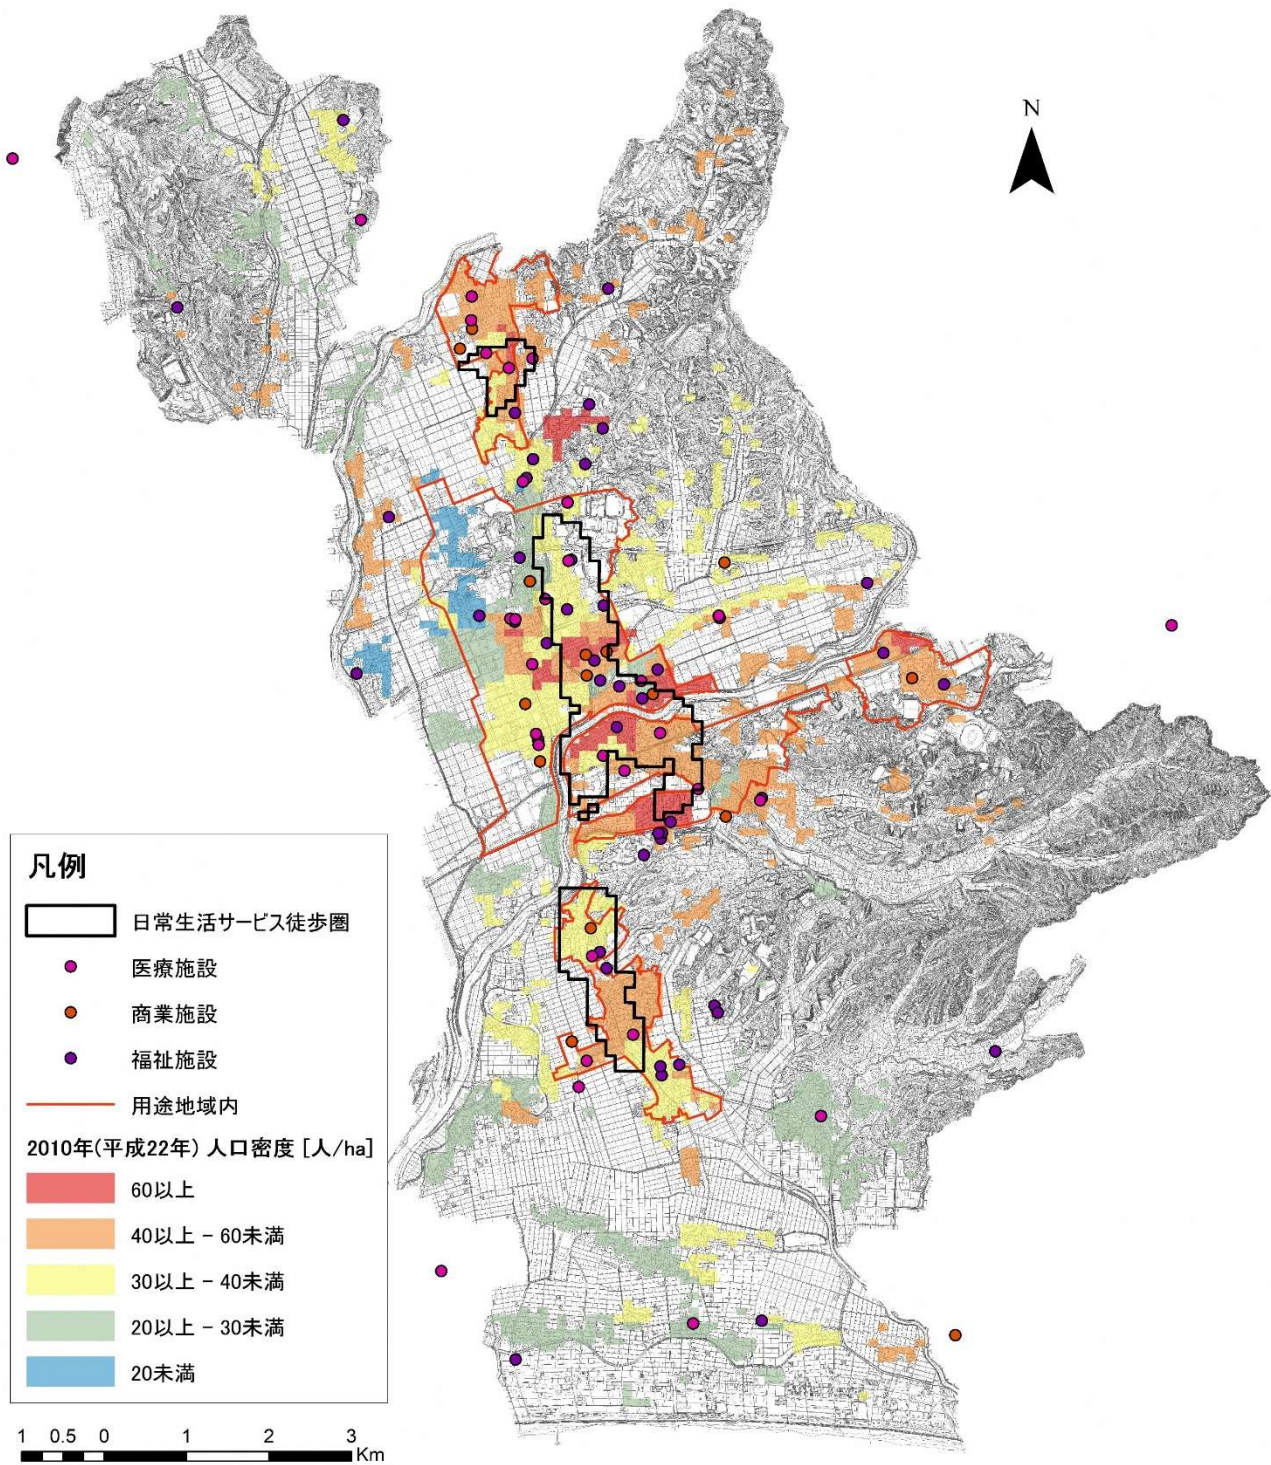 N
凡例
日常生活サービス徒歩圏
医療施設
商業施設
福祉施設
用途地域内
2010年(平成22年) 人口密度 [人/ha]
60以上
40以上 - 60未満
30以上 - 40未満
20以上 - 30未満
20未満
1 0.5 0 1 2 3
Km